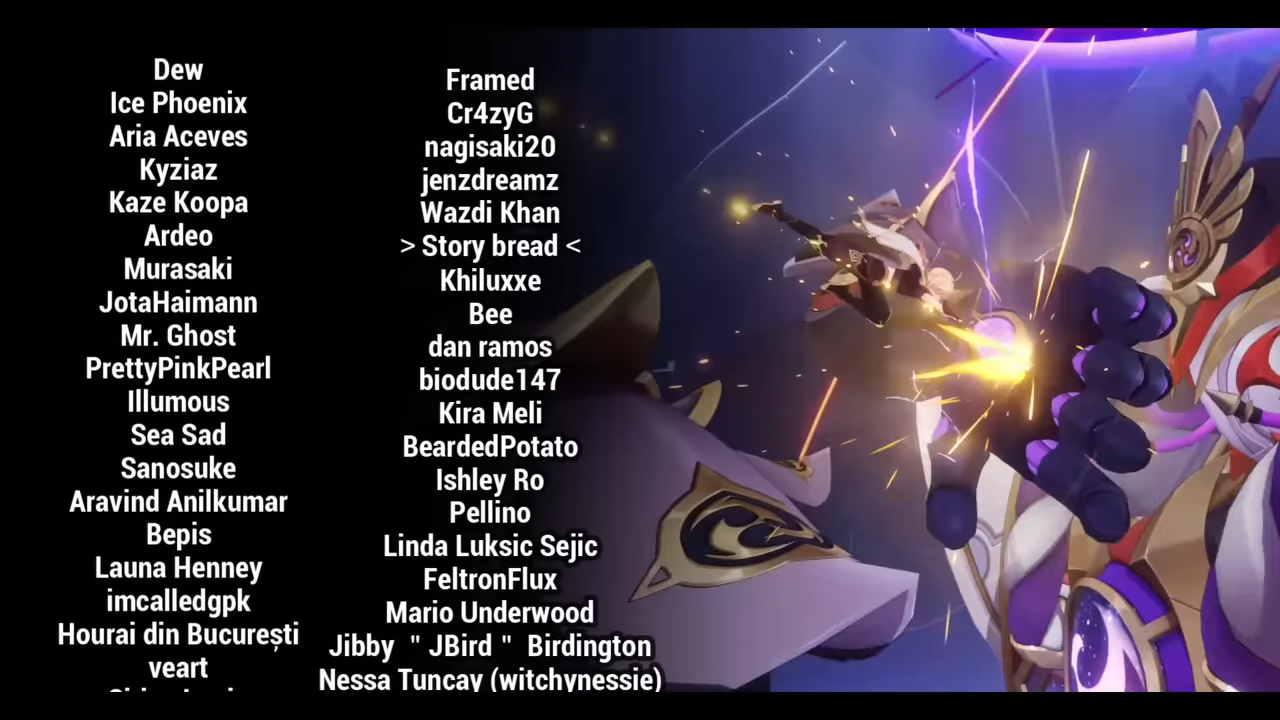 Dew
Ice Phoenix
Aria Aceves
Kyziaz
Kaze Koopa
Ardeo
Murasaki
JotaHaimann
Mr. Ghost
PrettyPinkPearl
Illumous
Sea Sad
Sanosuke
Aravind Anilkumar
Bepis
Launa Henney
imcalledgpk
Hourai din București
veart
Framed
Cr4zyG
nagisaki20
jenzdreamz
Wazdi Khan
> Story bread <
Khiluxxe
Bee
dan ramos
biodude147
Kira Meli
BeardedPotato
Ishley Ro
Pellino
Linda Luksic Sejic
FeltronFlux
Mario Underwood
Jibby " JBird " Birdington
Nessa Tuncay (witchynessie)